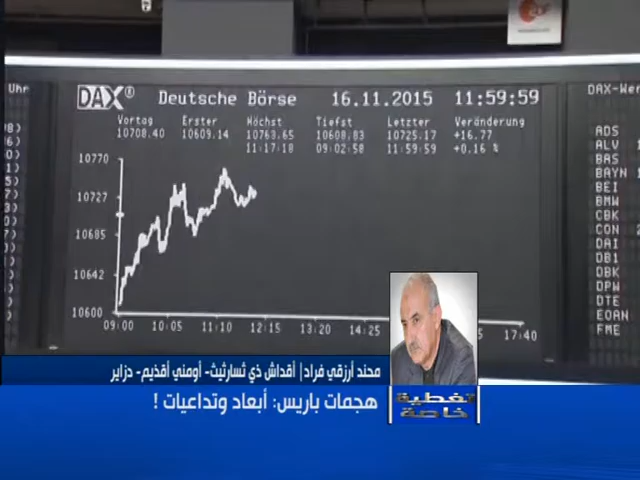 Uhr
DAX
Deutsche Börse 16.11.2015 11:59:59
DAX-Wer
Vortag Erster Höchst Tiefst Letzter Veränderung
10708.40 10609.14 10763.65 10608.83 10725.17 +16.77
11:17:18 09:02:58 11:59:59 +0.16 %
10770
10727
10685
10642
10600
09:00 10:05 11:10 12:15 13:20 14:25 17:40
ADS
ALV
BAS
BAYN
BEI
BMW
CBK
CON
DAI
DB1
DBK
DPW
DTE
EOAN
FME
محند أرزقي فراد| أقداش ذي ثسارثيث- أومني أقذيم- دزاير
هجمات باريس: أبعاد وتداعيات !
تغطية
خاصة